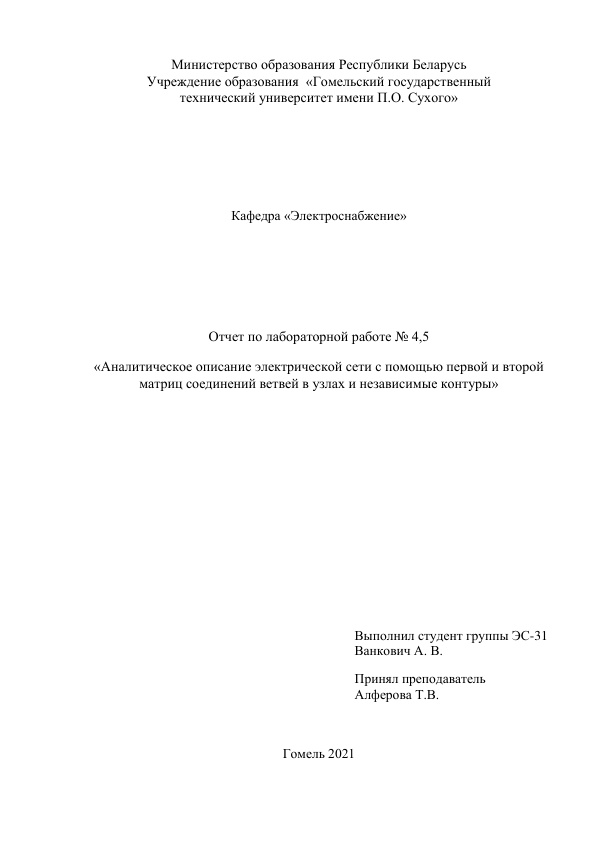 Министерство образования Республики Беларусь
Учреждение образования «Гомельский государственный
технический университет имени П.О. Сухого»
Кафедра «Электроснабжение»
Отчет по лабораторной работе № 4,5
«Аналитическое описание электрической сети с помощью первой и второй
матриц соединений ветвей в узлах и независимые контуры»
Выполнил студент группы ЭС-31
Ванкович А. В.
Принял преподаватель
Алферова Т.В.
Гомель 2021